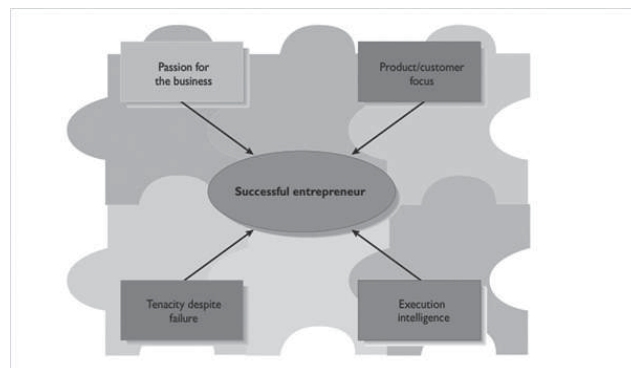 Passion for
the business
Product/customer
focus
Successful entrepreneur
Tenacity despite
failure
Execution
intelligence